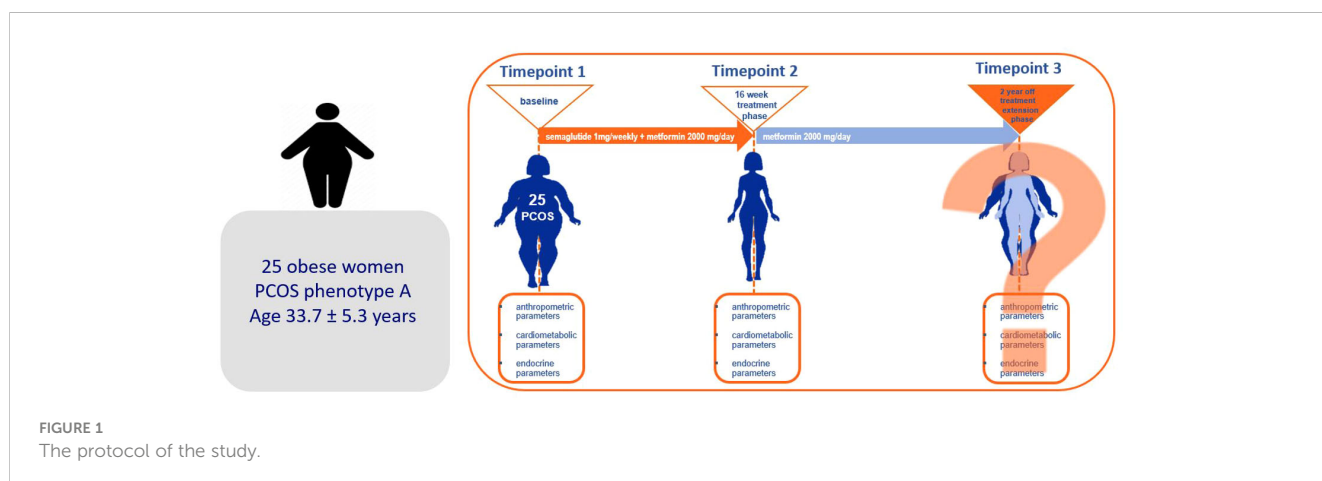 Timepoint 1
Timepoint 2
Timepoint 3
baseline
16 week
treatment
phase
2 year off
treatment
extension
phase
semaglutide 1mg/weekly + metformin 2000 mg/day
metformin 2000 mg/day
25
PCOS
?
25 obese women
PCOS phenotype A
Age 33.7 ± 5.3 years
• anthropometric
parameters
• cardiometabolic
parameters
• endocrine
parameters
• anthropometric
parameters
• cardiometabolic
parameters
• endocrine
parameters
• anthropometric
parameters
• cardiometabolic
parameters
• endocrine
parameters
FIGURE 1
The protocol of the study.